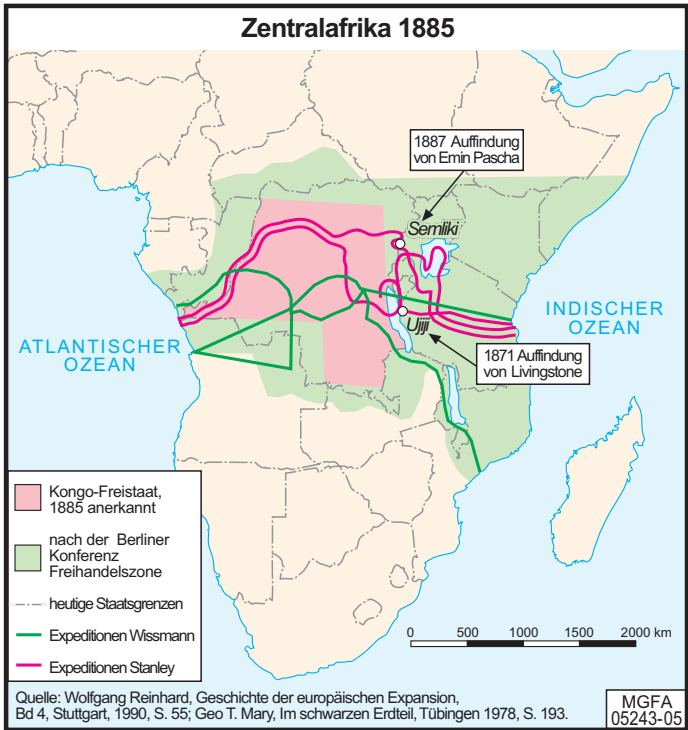 Zentralafrika 1885
1887 Auffindung
von Emin Pascha
Semliki
INDISCHER
OZEAN
Ujiji
ATLANTISCHER
OZEAN
1871 Auffindung
von Livingstone
Kongo-Freistaat,
1885 anerkannt
nach der Berliner
Konferenz
Freihandelszone
heutige Staatsgrenzen
Expeditionen Wissmann
Expeditionen Stanley
0 500 1000 1500 2000 km
Quelle: Wolfgang Reinhard, Geschichte der europäischen Expansion,
Bd 4, Stuttgart, 1990, S. 55; Geo T. Mary, Im schwarzen Erdteil, Tübingen 1978, S. 193.
MGFA
05243-05